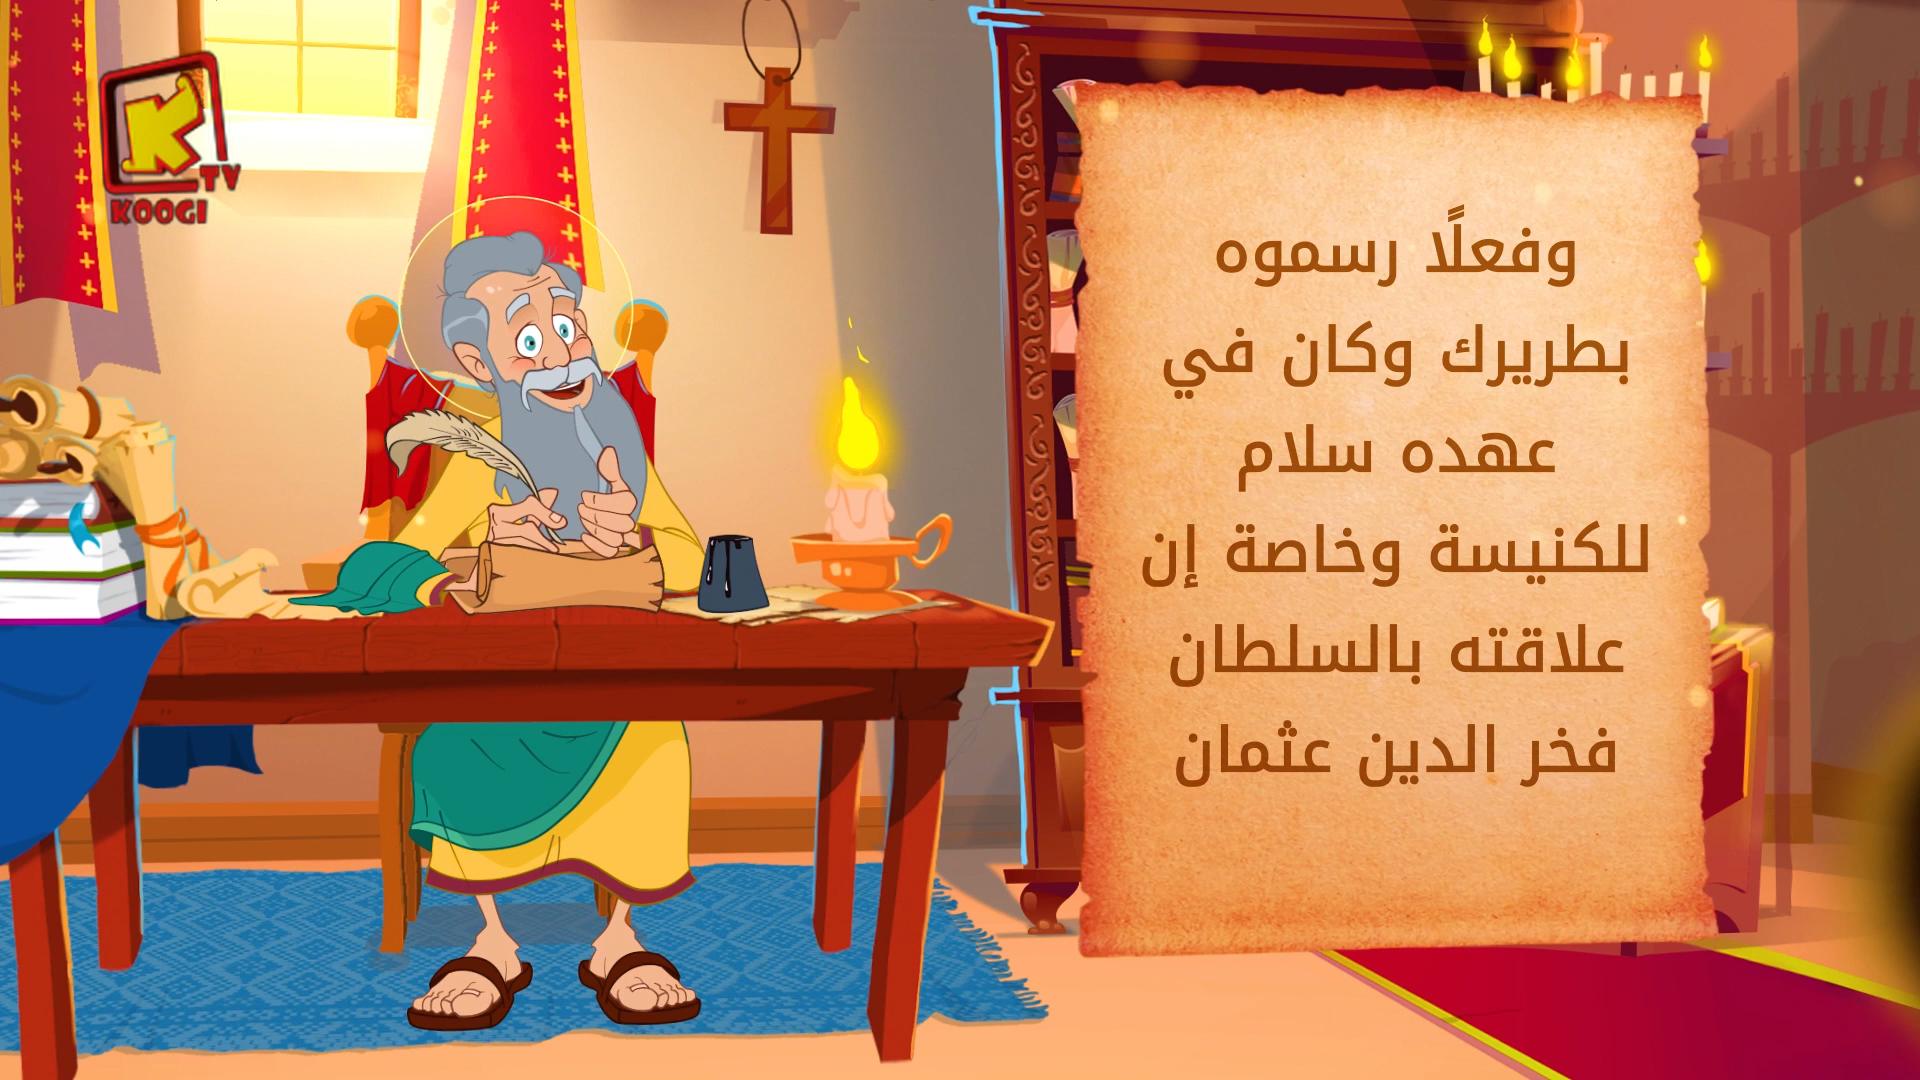 K TV
KOOGI
وفعلًا رسموه
بطريرك وكان في
عهده سلام
للكنيسة وخاصة إن
علاقته بالسلطان
فخر الدين عثمان